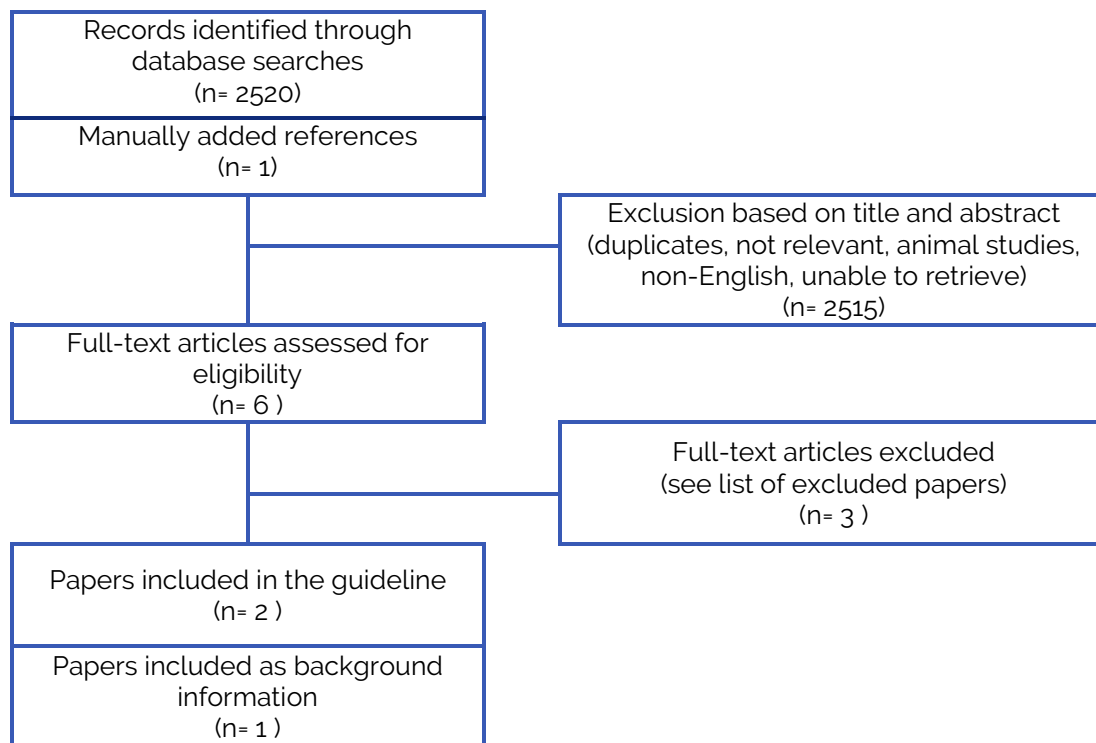 Records identified through
database searches
(n= 2520)
Manually added references
(n= 1)
Exclusion based on title and abstract
(duplicates, not relevant, animal studies,
non-English, unable to retrieve)
(n= 2515)
Full-text articles assessed for
eligibility
(n= 6 )
Full-text articles excluded
(see list of excluded papers)
(n= 3 )
Papers included in the guideline
(n= 2 )
Papers included as background
information
(n= 1 )